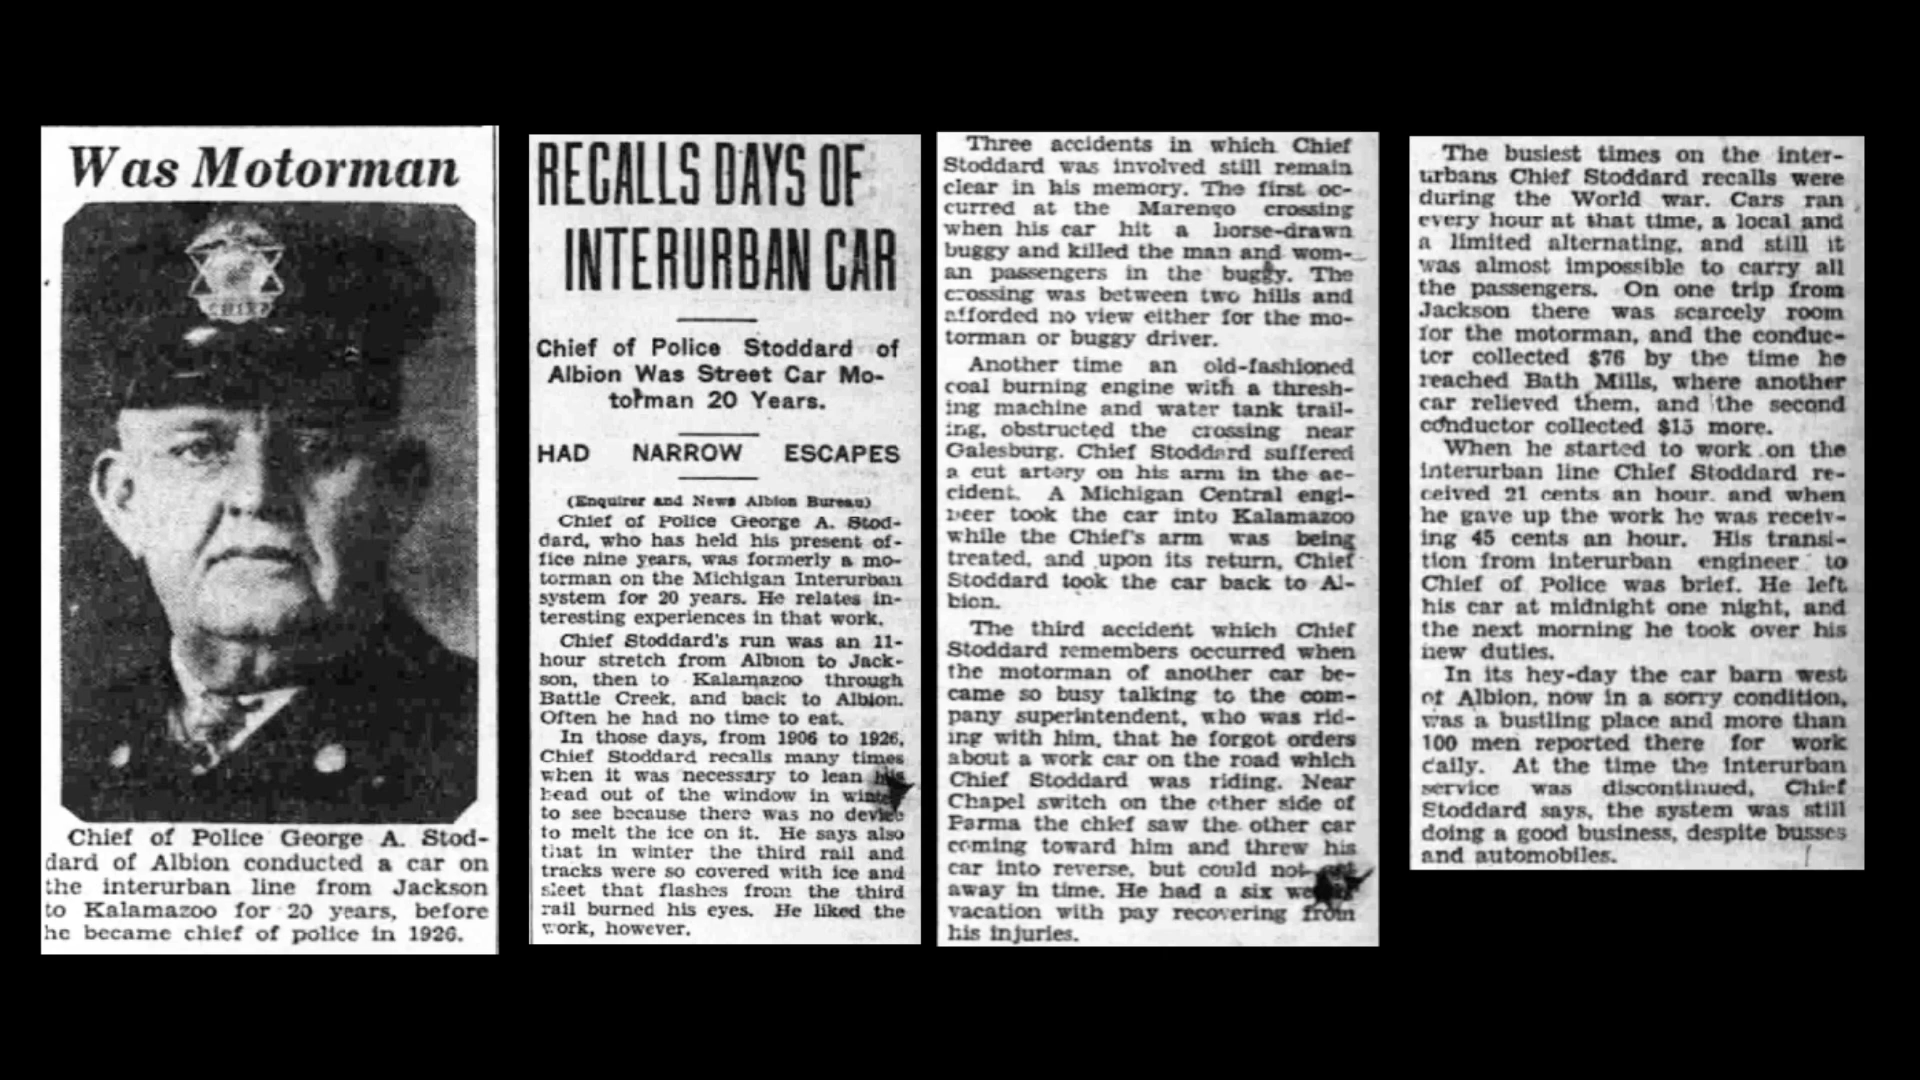 Was Motorman
CHIEF
Chief of Police George A. Stod-
dard of Albion conducted a car on
the interurban line from Jackson
to Kalamazoo for 20 years, before
he became chief of police in 1926.
RECALLS DAYS OF
INTERURBAN CAR
Chief of Police Stoddard of
Albion Was Street Car Mo-
torman 20 Years.
HAD NARROW ESCAPES
(Enquirer and News Albion Bureau)
Chief of Police George A. Stod-
dard, who has held his present of-
fice nine years, was formerly a mo-
torman on the Michigan Interurban
system for 20 years. He relates in-
teresting experiences in that work.
Chief Stoddard's run was an 11-
hour stretch from Albion to Jack-
son, then to Kalamazoo through
Battle Creek, and back to Albion.
Often he had no time to eat.
In those days, from 1906 to 1926,
Chief Stoddard recalls many times
when it was necessary to lean his
head out of the window in winter
to see because there was no device
to melt the ice on it. He says also
that in winter the third rail and
tracks were so covered with ice and
sleet that flashes from the third
rail burned his eyes. He liked the
work, however.
Three accidents in which Chief
Stoddard was involved still remain
clear in his memory. The first oc-
curred at the Marengo crossing
when his car hit a horse-drawn
buggy and killed the man and wom-
an passengers in the buggy. The
crossing was between two hills and
afforded no view either for the mo-
torman or buggy driver.
Another time an old-fashioned
coal burning engine with a thresh-
ing machine and water tank trail-
ing, obstructed the crossing near
Galesburg. Chief Stoddard suffered
a cut artery on his arm in the ac-
cident. A Michigan Central engi-
neer took the car into Kalamazoo
while the Chief's arm was being
treated, and upon its return, Chief
Stoddard took the car back to Al-
bion.
The third accident which Chief
Stoddard remembers occurred when
the motorman of another car be-
came so busy talking to the com-
pany superintendent, who was rid-
ing with him, that he forgot orders
about a work car on the road which
Chief Stoddard was riding. Near
Chapel switch on the other side of
Parma the chief saw the other car
coming toward him and threw his
car into reverse, but could not
away in time. He had a six weeks
vacation with pay recovering from
his injuries.
The busiest times on the inter-
urbans Chief Stoddard recalls were
during the World war. Cars ran
every hour at that time, a local and
a limited alternating, and still it
was almost impossible to carry all
the passengers. On one trip from
Jackson there was scarcely room
for the motorman, and the conduc-
tor collected $76 by the time he
reached Bath Mills, where another
car relieved them, and the second
conductor collected $15 more.
When he started to work on the
interurban line Chief Stoddard re-
ceived 21 cents an hour, and when
he gave up the work he was receiv-
ing 45 cents an hour. His transi-
tion from interurban engineer to
Chief of Police was brief. He left
his car at midnight one night, and
the next morning he took over his
new duties.
In its hey-day the car barn west
of Albion, now in a sorry condition,
was a bustling place and more than
100 men reported there for work
daily. At the time the interurban
service was discontinued, Chief
Stoddard says, the system was still
doing a good business, despite busses
and automobiles.